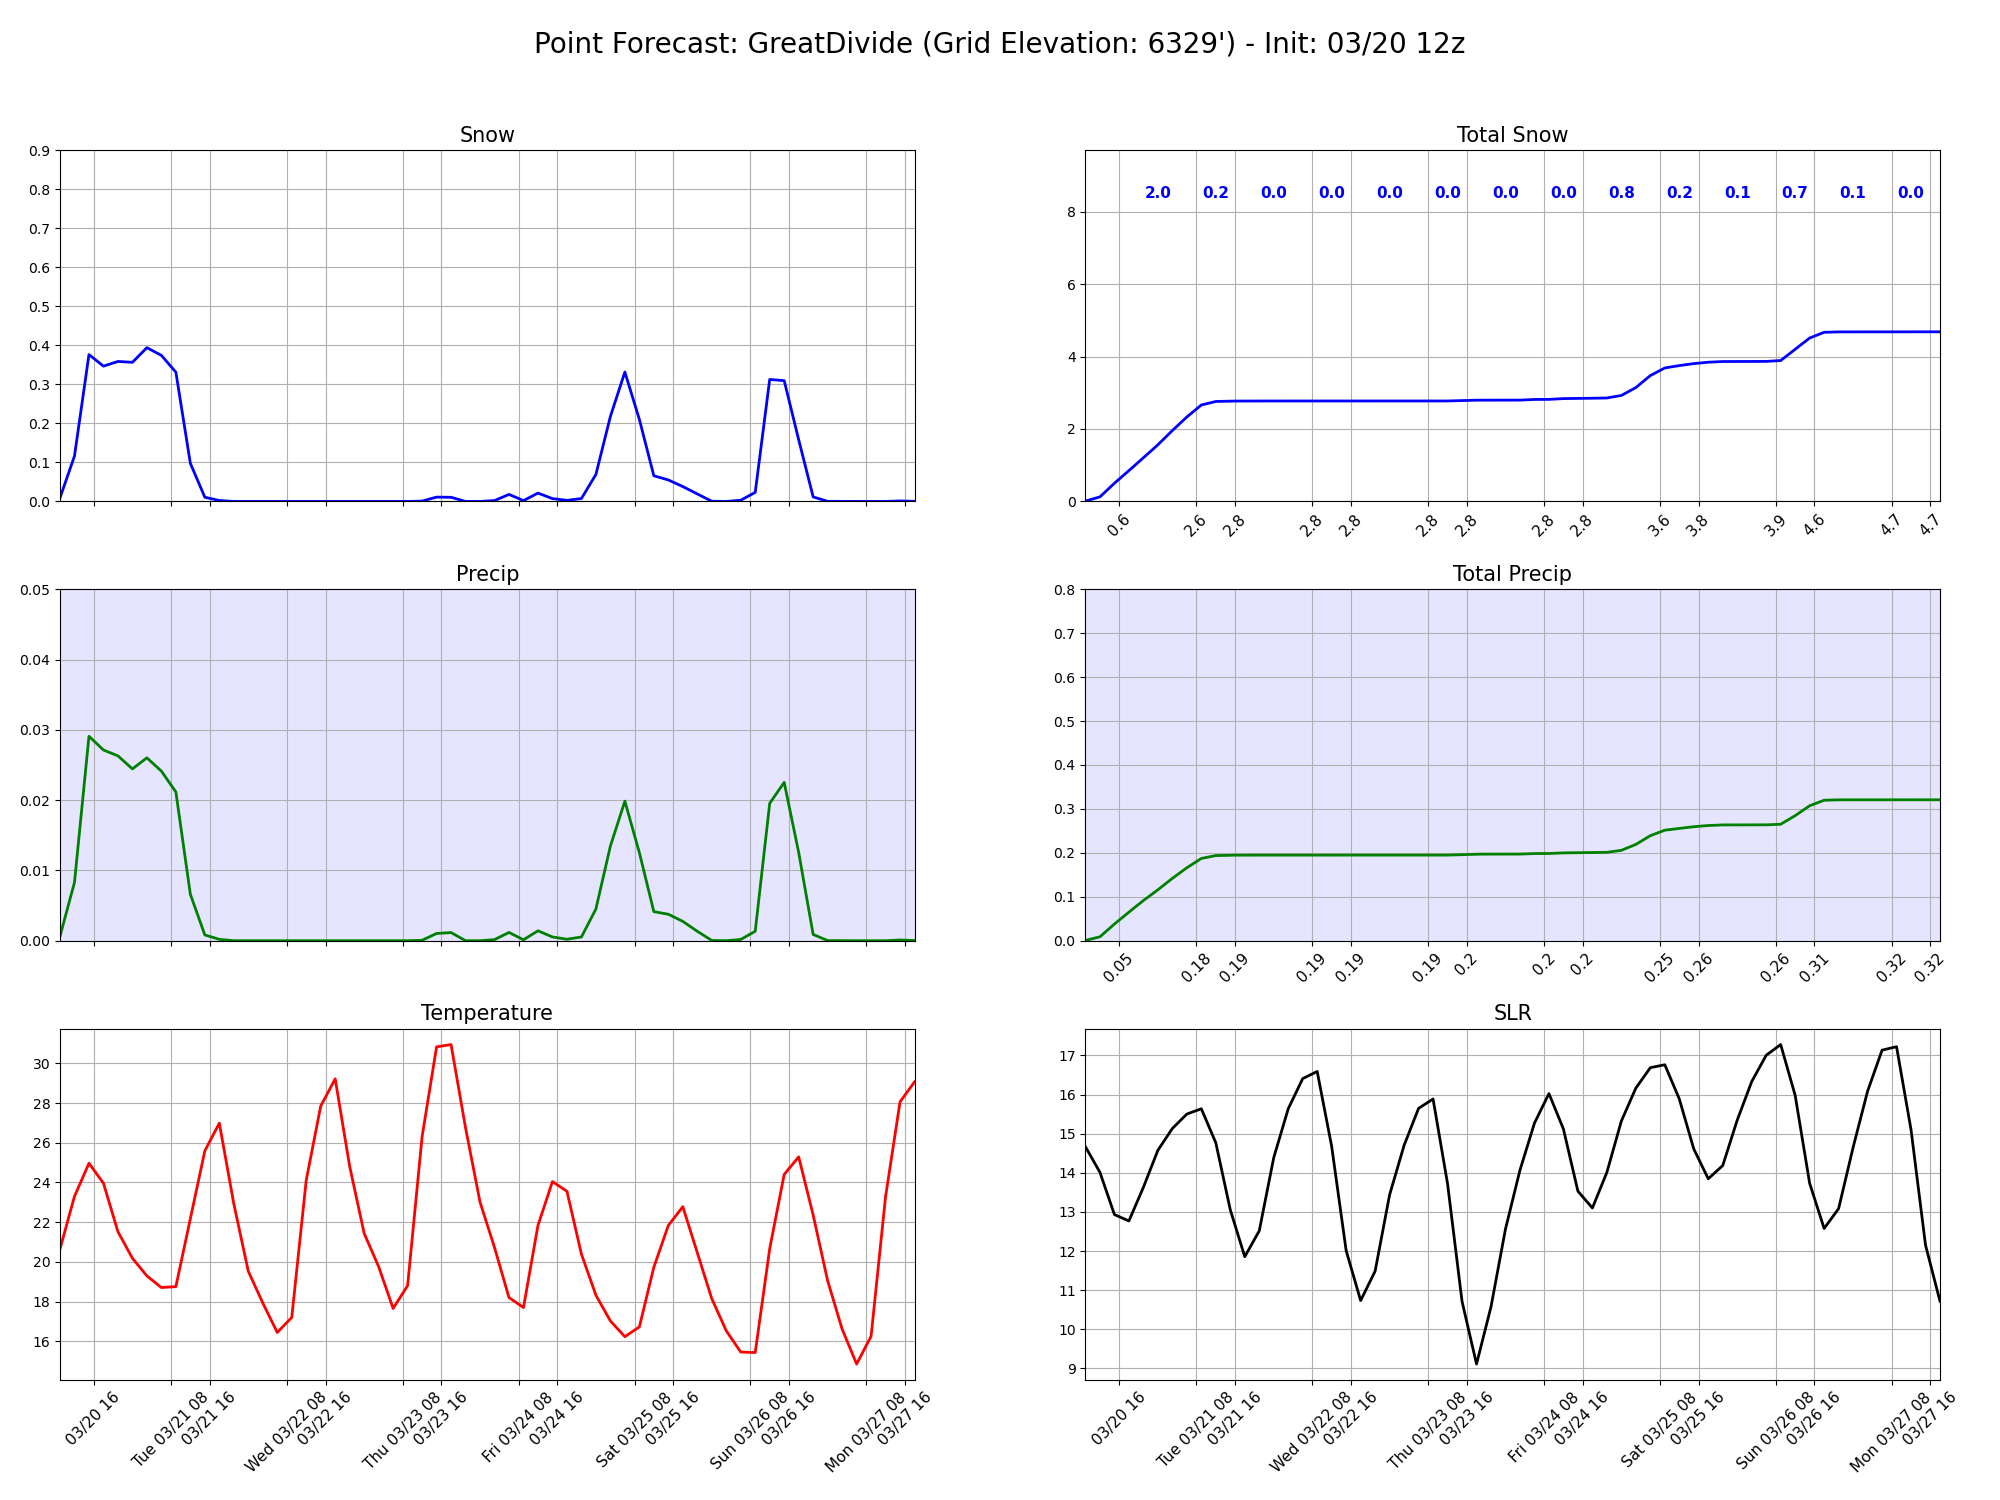 Point Forecast: GreatDivide (Grid Elevation: 6329') - Init: 03/20 12z
Snow
0.9
0.8
0.7
0.6
0.5
0.4
0.3
0.2
0.1
0.0
Total Snow
2.0 0.2 0.0 0.0 0.0 0.0 0.0 0.0 0.8 0.2 0.1 0.7 0.1 0.0
8
6
4
2
0
0.6 2.6 2.8 2.8 2.8 2.8 2.8 2.8 2.8 3.6 3.8 3.9 4.6 4.7 4.7
Precip
0.05
0.04
0.03
0.02
0.01
0.00
Total Precip
0.8
0.7
0.6
0.5
0.4
0.3
0.2
0.1
0.0
0.05 0.18 0.19 0.19 0.19 0.19 0.2 0.2 0.2 0.25 0.26 0.26 0.31 0.32 0.32
Temperature
30
28
26
24
22
20
18
16
03/20 16
Tue 03/21 08
03/21 16
Wed 03/22 08
03/22 16
Thu 03/23 08
03/23 16
Fri 03/24 08
03/24 16
Sat 03/25 08
03/25 16
Sun 03/26 08
03/26 16
Mon 03/27 08
03/27 16
SLR
17
16
15
14
13
12
11
10
9
03/20 16
Tue 03/21 08
03/21 16
Wed 03/22 08
03/22 16
Thu 03/23 08
03/23 16
Fri 03/24 08
03/24 16
Sat 03/25 08
03/25 16
Sun 03/26 08
03/26 16
Mon 03/27 08
03/27 16